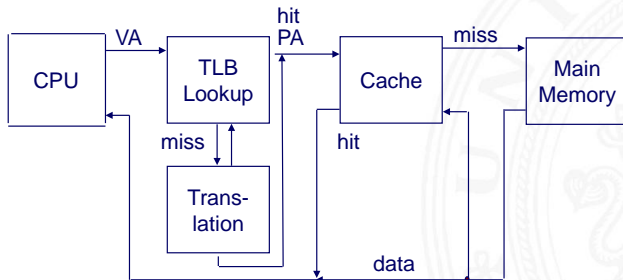 hit
VA
PA
miss
CPU
TLB
Lookup
Cache
Main
Memory
miss
hit
Trans-
lation
data